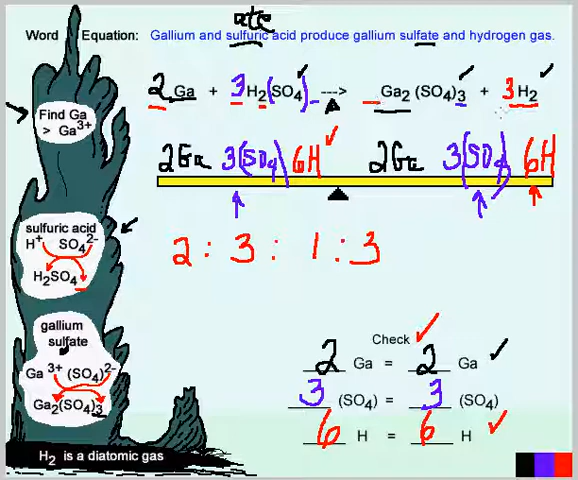 ate
Word Equation: Gallium and sulfuric acid produce gallium sulfate and hydrogen gas.
2 Ga + 3 H2 (SO4) ---> Ga2 (SO4)3 + 3 H2
Find Ga
> Ga3+
2Ga 3(SO4) 6H 2Ga 3(SO4) 6H
sulfuric acid
H+ SO42-
H2SO4
2 : 3 : 1 : 3
gallium
sulfate
Ga 3+ (SO4)2-
Ga2(SO4)3
Check
2 Ga = 2 Ga
3 (SO4) = 3 (SO4)
6 H = 6 H
H2 is a diatomic gas